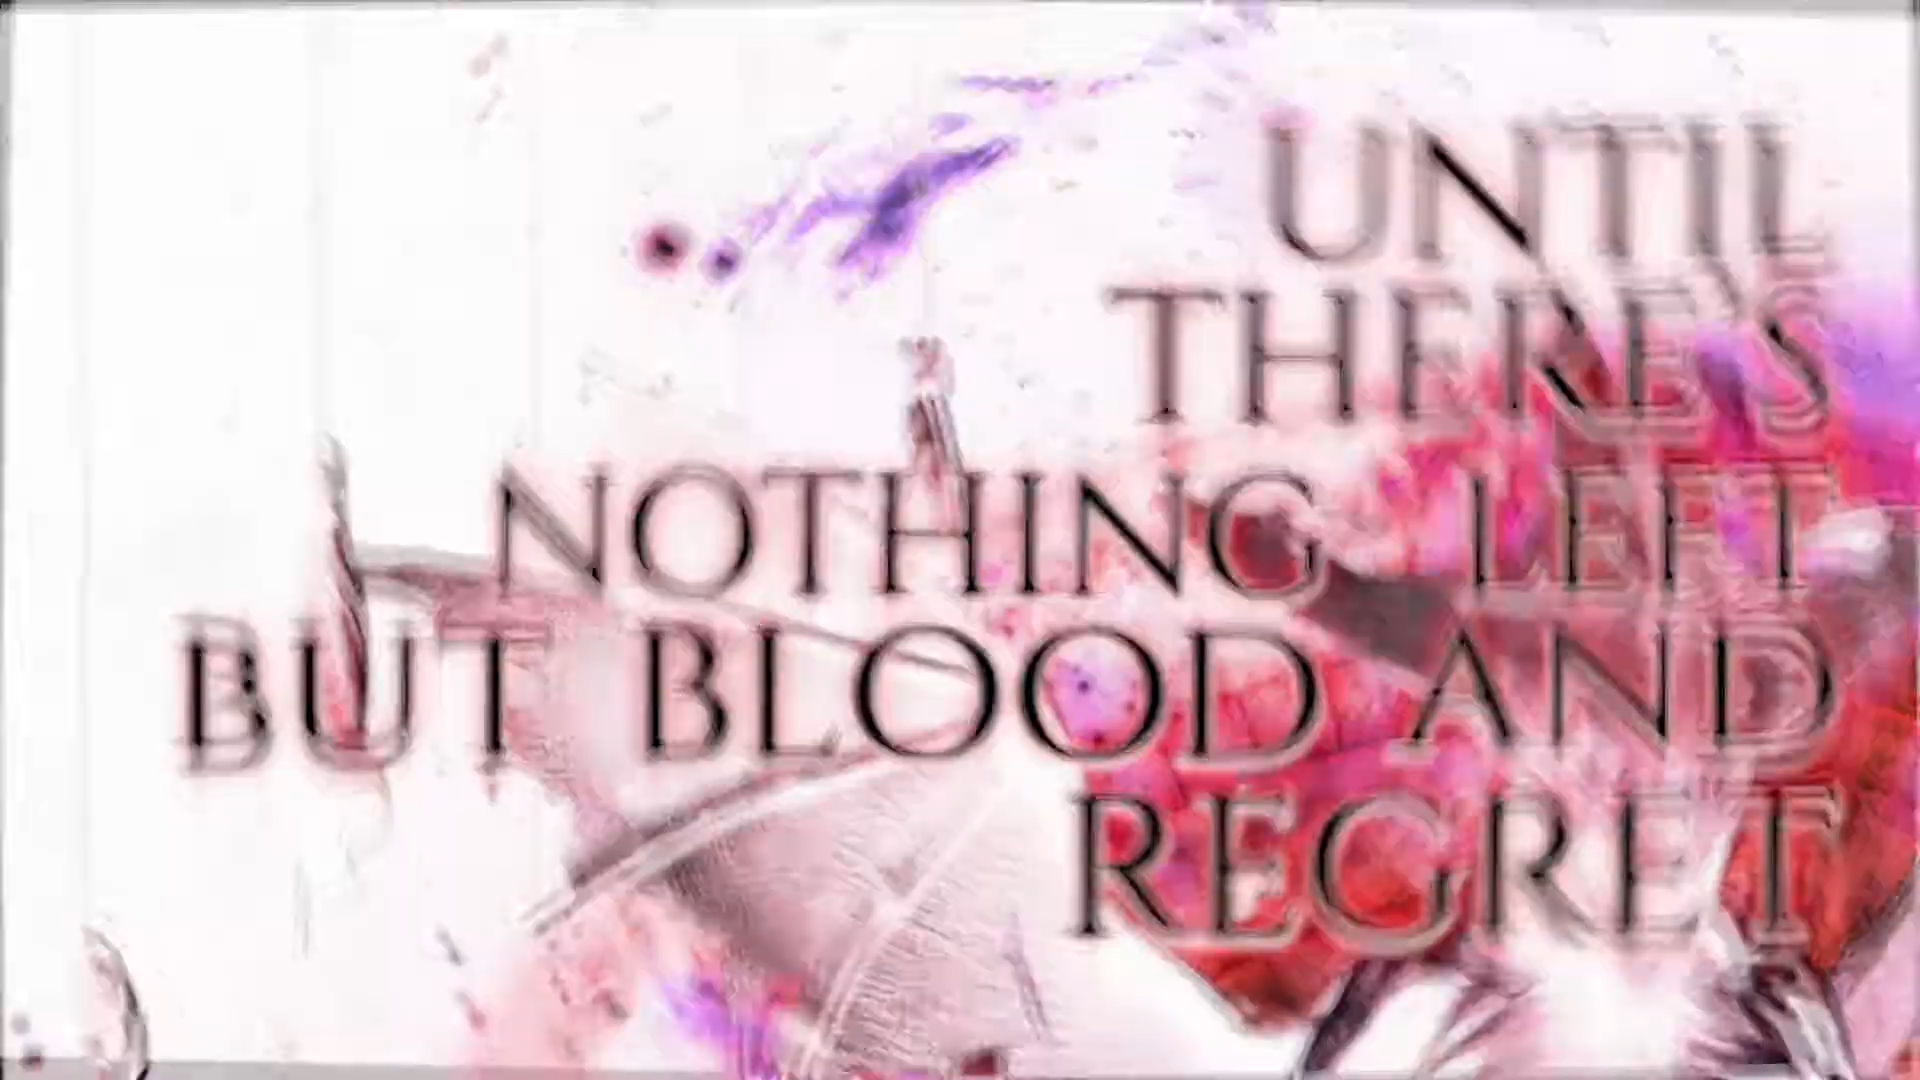 UNTIL
THERE'S
NOTHING LEFT
BUT BLOOD AND
REGRET